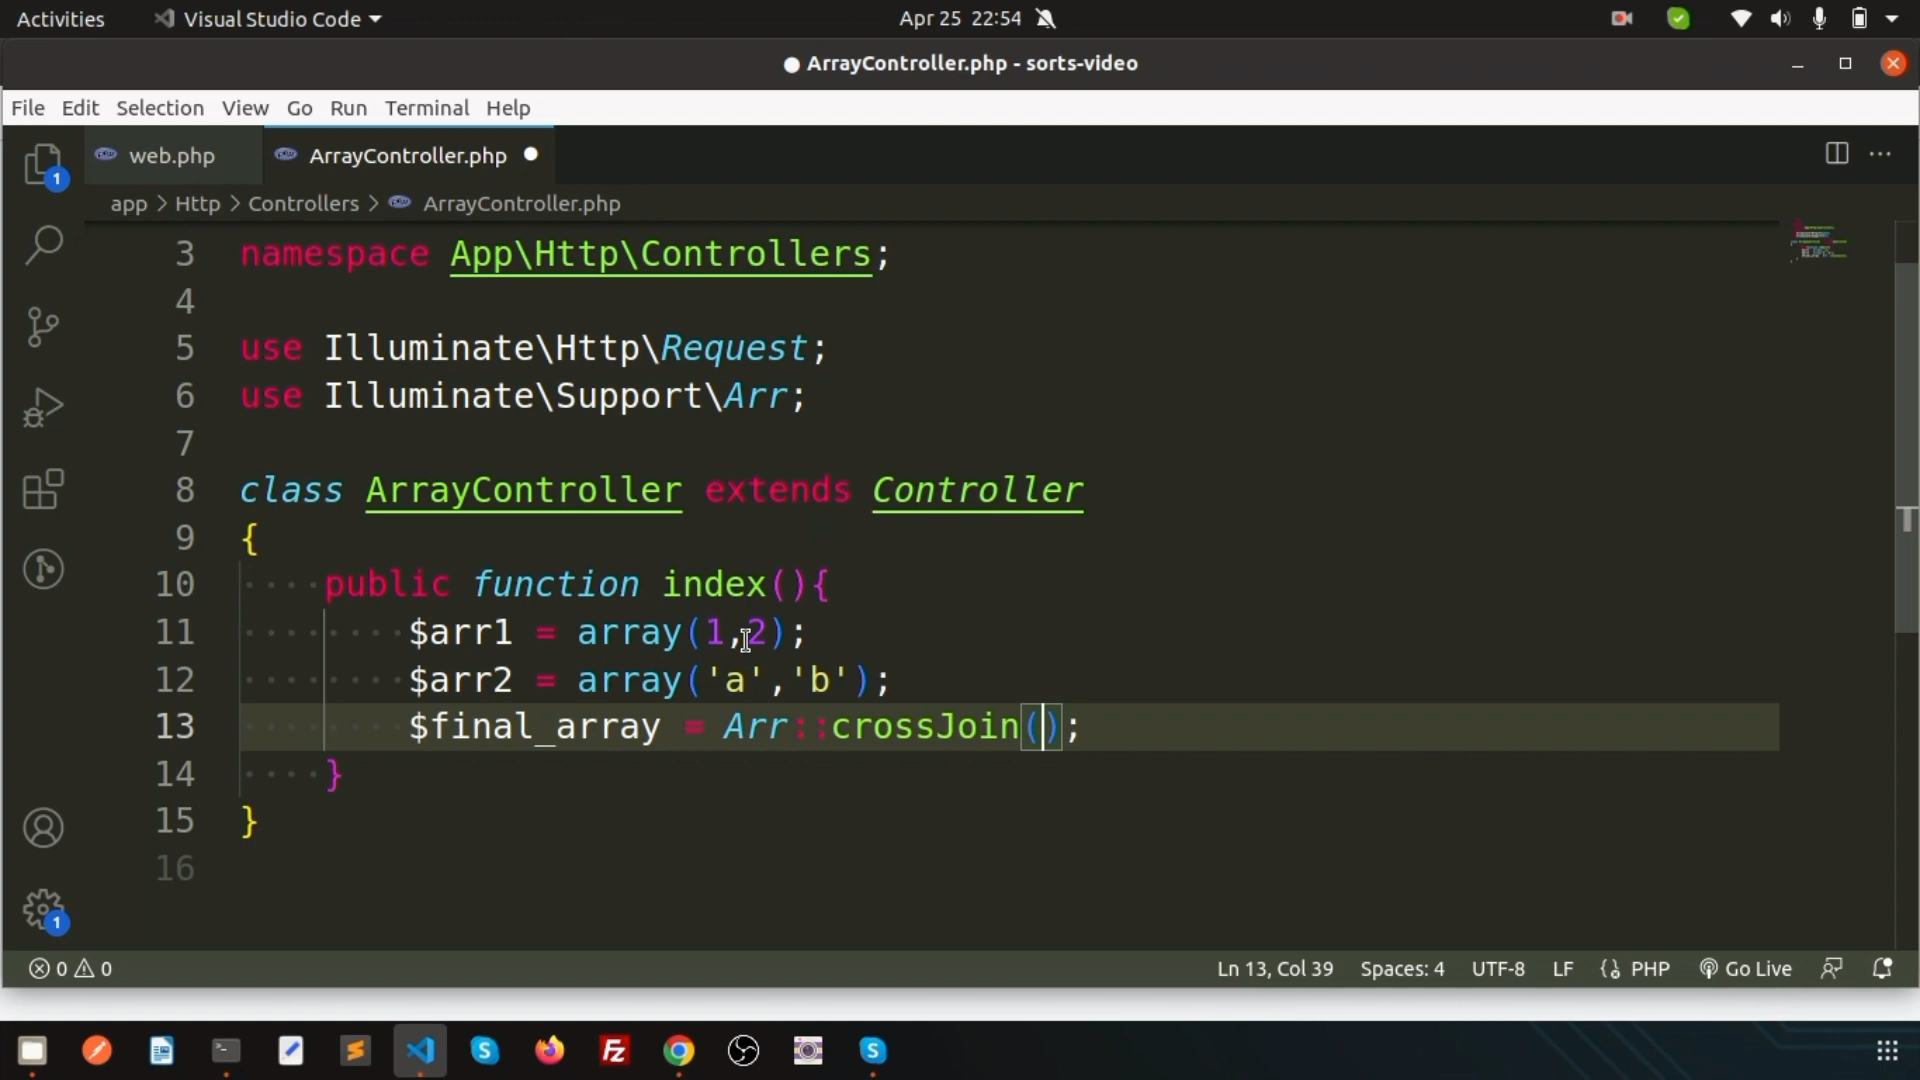 Activities Visual Studio Code Apr 25 22:54
ArrayController.php - sorts-video
File Edit Selection View Go Run Terminal Help
web.php ArrayController.php
app > Http > Controllers > ArrayController.php
3 namespace App\Http\Controllers;
4
5 use Illuminate\Http\Request;
6 use Illuminate\Support\Arr;
7
8 class ArrayController extends Controller
9 {
10 public function index(){
11 $arr1 = array(1,2);
12 $arr2 = array('a','b');
13 $final_array = Arr::crossJoin();
14 }
15 }
16
1
1
0 0 Ln 13, Col 39 Spaces: 4 UTF-8 LF PHP Go Live